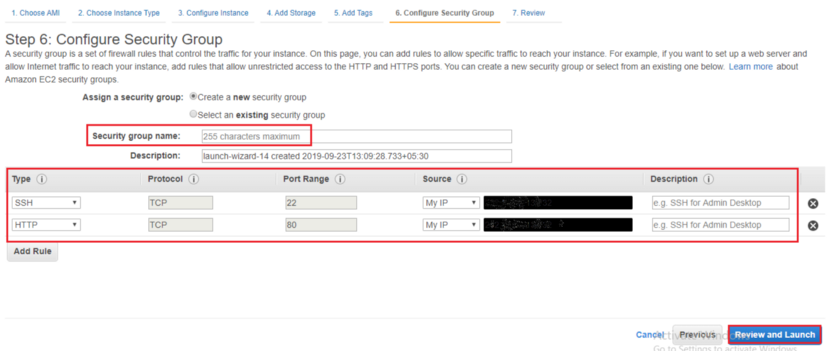 1. Choose AMI 2. Choose Instance Type 3. Configure Instance 4. Add Storage 5. Add Tags 6. Configure Security Group 7. Review
Step 6: Configure Security Group
A security group is a set of firewall rules that control the traffic for your instance. On this page, you can add rules to allow specific traffic to reach your instance. For example, if you want to set up a web server and
allow Internet traffic to reach your instance, add rules that allow unrestricted access to the HTTP and HTTPS ports. You can create a new security group or select from an existing one below. Learn more about
Amazon EC2 security groups.
Assign a security group: Create a new security group
Select an existing security group
Security group name: 255 characters maximum
Description: launch-wizard-14 created 2019-09-23T13:09:28.733+05:30
Type Protocol Port Range Source Description
SSH TCP 22 My IP e.g. SSH for Admin Desktop
HTTP TCP 80 My IP e.g. SSH for Admin Desktop
Add Rule
Cancel Previous Review and Launch
Go to Settings to activate Windows.